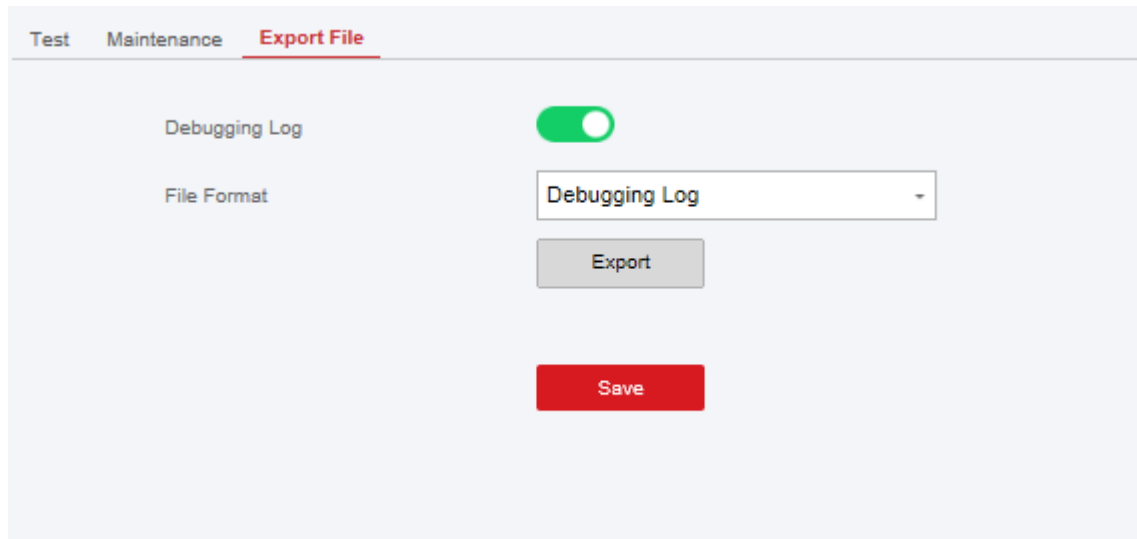 Test Maintenance Export File
Debugging Log
File Format Debugging Log
Export
Save